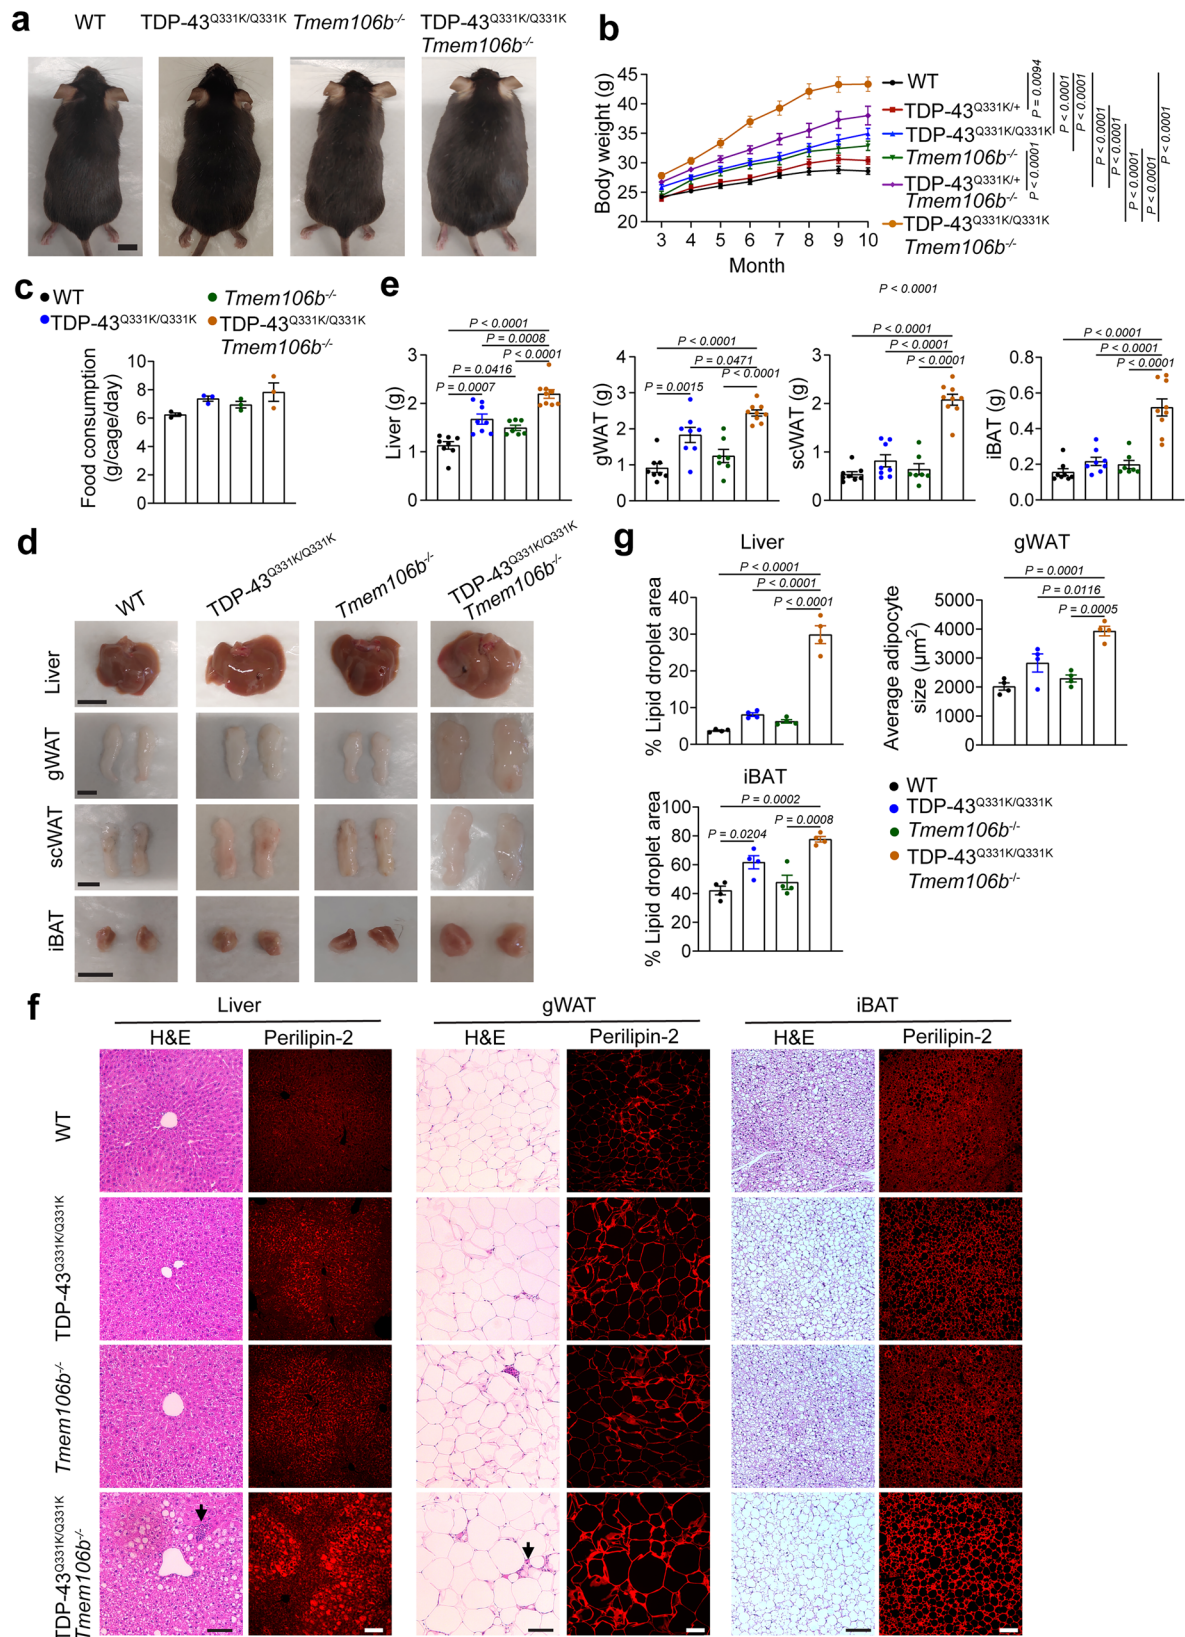 a
WT
TDP-43Q331K/Q331K
Tmem106b-/-
TDP-43Q331K/Q331K
Tmem106b-/-
b
Body weight (g)
45
40
35
30
25
20
3 4 5 6 7 8 9 10
Month
WT
TDP-43Q331K/+
TDP-43Q331K/Q331K
Tmem106b-/-
TDP-43Q331K/+
Tmem106b-/-
TDP-43Q331K/Q331K
Tmem106b-/-
P = 0.0094
P < 0.0001
P < 0.0001
P < 0.0001
P < 0.0001
P < 0.0001
P < 0.0001
P < 0.0001
P < 0.0001
c
WT
TDP-43Q331K/Q331K
Tmem106b-/-
TDP-43Q331K/Q331K
Tmem106b-/-
Food consumption
(g/cage/day)
10
8
6
4
2
0
e
P < 0.0001
P < 0.0001
P = 0.0008
P < 0.0001
P = 0.0416
P = 0.0007
Liver (g)
3
2
1
0
P < 0.0001
P = 0.0471
P < 0.0001
P = 0.0015
gWAT (g)
4
3
2
1
0
P < 0.0001
P < 0.0001
P < 0.0001
scWAT (g)
3
2
1
0
P < 0.0001
P < 0.0001
P < 0.0001
iBAT (g)
0.8
0.6
0.4
0.2
0.0
d
WT
TDP-43Q331K/Q331K
Tmem106b-/-
TDP-43Q331K/Q331K
Tmem106b-/-
Liver
gWAT
scWAT
iBAT
g
Liver
P < 0.0001
P < 0.0001
P < 0.0001
% Lipid droplet area
40
30
20
10
0
gWAT
P = 0.0001
P = 0.0116
P = 0.0005
Average adipocyte
size (µm2)
5000
4000
3000
2000
1000
0
iBAT
P = 0.0002
P = 0.0204
P = 0.0008
% Lipid droplet area
100
80
60
40
20
0
WT
TDP-43Q331K/Q331K
Tmem106b-/-
TDP-43Q331K/Q331K
Tmem106b-/-
f
Liver
gWAT
iBAT
H&E
Perilipin-2
H&E
Perilipin-2
H&E
Perilipin-2
WT
TDP-43Q331K/Q331K
Tmem106b-/-
TDP-43Q331K/Q331K
Tmem106b-/-